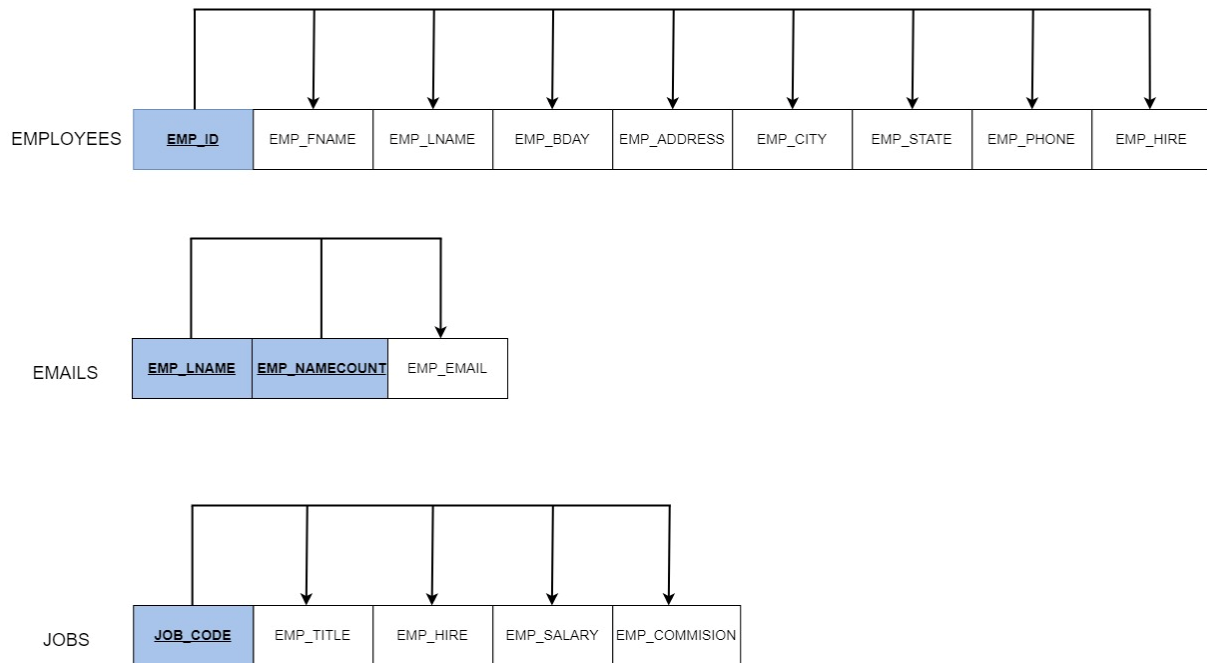 EMPLOYEES EMP_ID EMP_FNAME EMP_LNAME EMP_BDAY EMP_ADDRESS EMP_CITY EMP_STATE EMP_PHONE EMP_HIRE
EMAILS EMP_LNAME EMP_NAMECOUNT EMP_EMAIL
JOBS JOB_CODE EMP_TITLE EMP_HIRE EMP_SALARY EMP_COMMISION